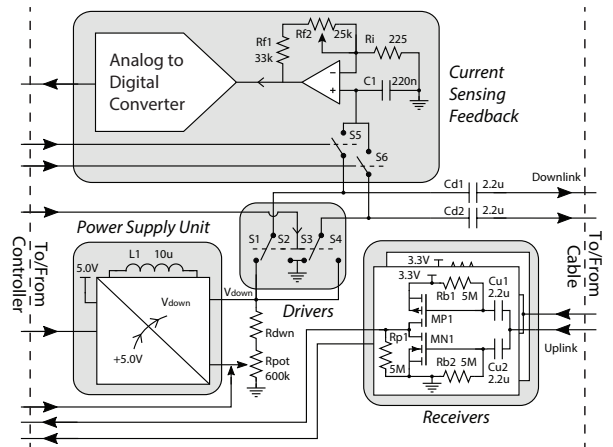 Analog to
Digital
Converter
Rf1
33k
Rf2
25k
Ri
225
C1
220n
-
+
Current
Sensing
Feedback
S5
S6
Cd1
2.2u
Downlink
Cd2
2.2u
Power Supply Unit
S1
S2
S3
S4
Drivers
To/From
Controller
To/From
Cable
L1
10u
5.0V
Vdown
+5.0V
Vdown
Rdwn
Rpot
600k
3.3V
3.3V
Rb1
5M
Cu1
2.2u
MP1
Rp1
5M
MN1
Rb2
5M
Cu2
2.2u
Uplink
Receivers